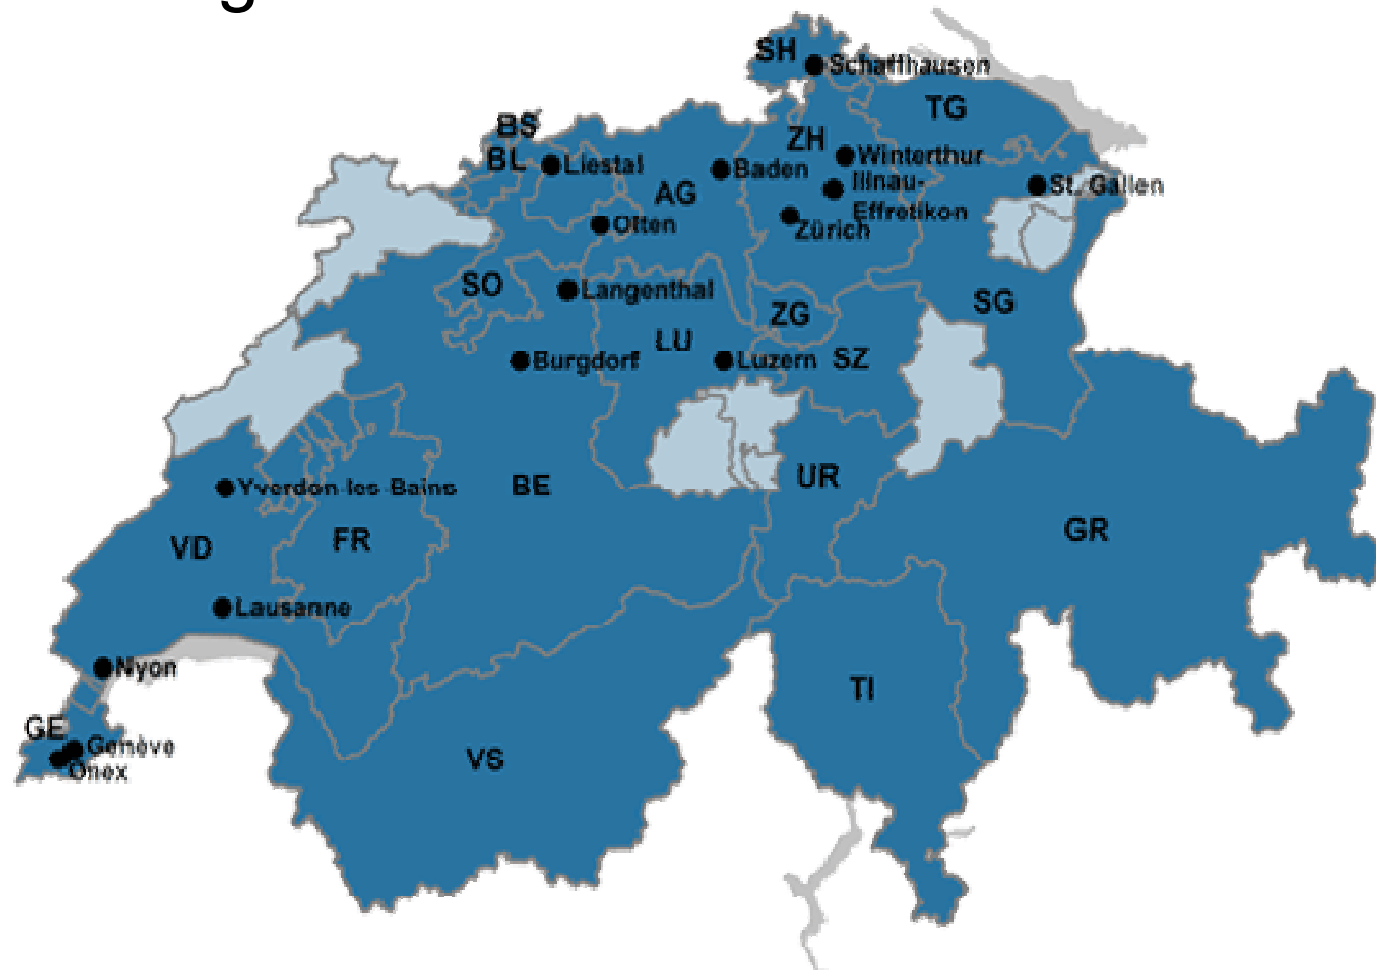 g
SH
Schaffhausen
TG
BS
ZH
BL
Liestal
Baden
Winterthur
AG
Illnau-
Effretikon
St. Gallen
Olten
Zürich
SO
Langenthal
ZG
SG
LU
Burgdorf
Luzern
SZ
Yverdon-les-Bains
BE
UR
VD
FR
GR
Lausanne
Nyon
TI
GE
Genève
Onex
VS